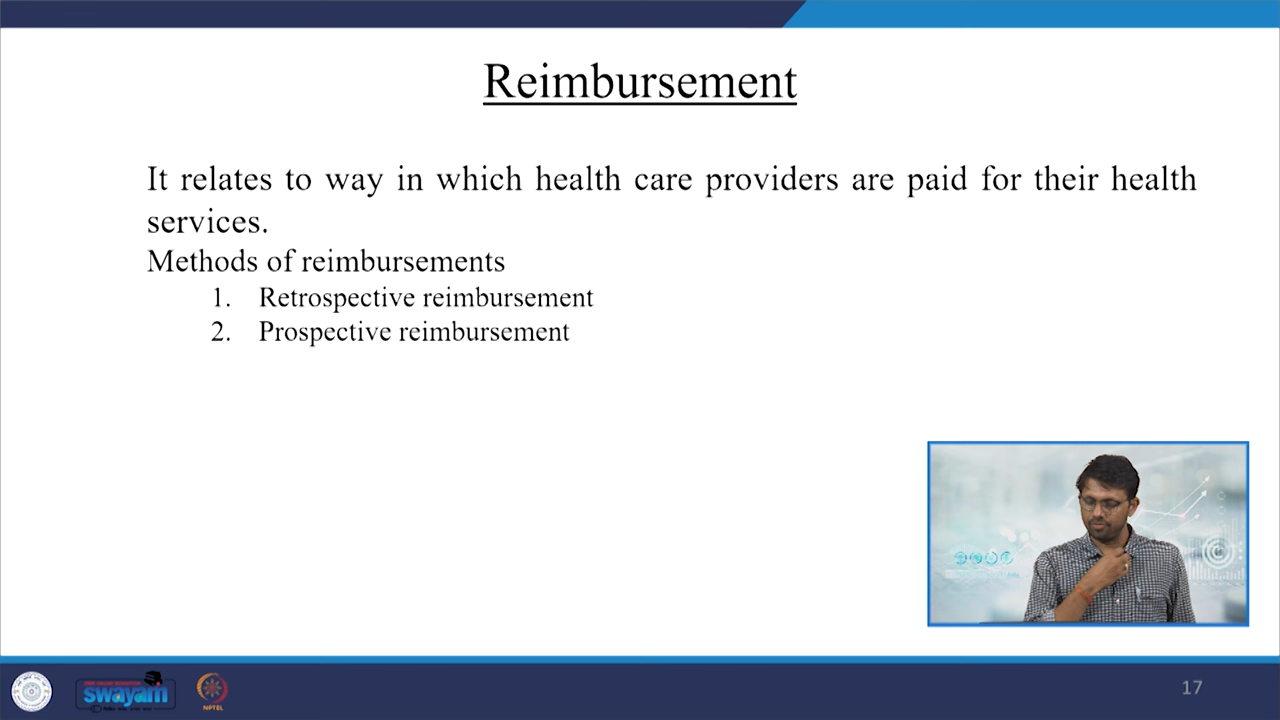 Reimbursement
It relates to way in which health care providers are paid for their health
services.
Methods of reimbursements
1. Retrospective reimbursement
2. Prospective reimbursement
swayam
NPTEL
17